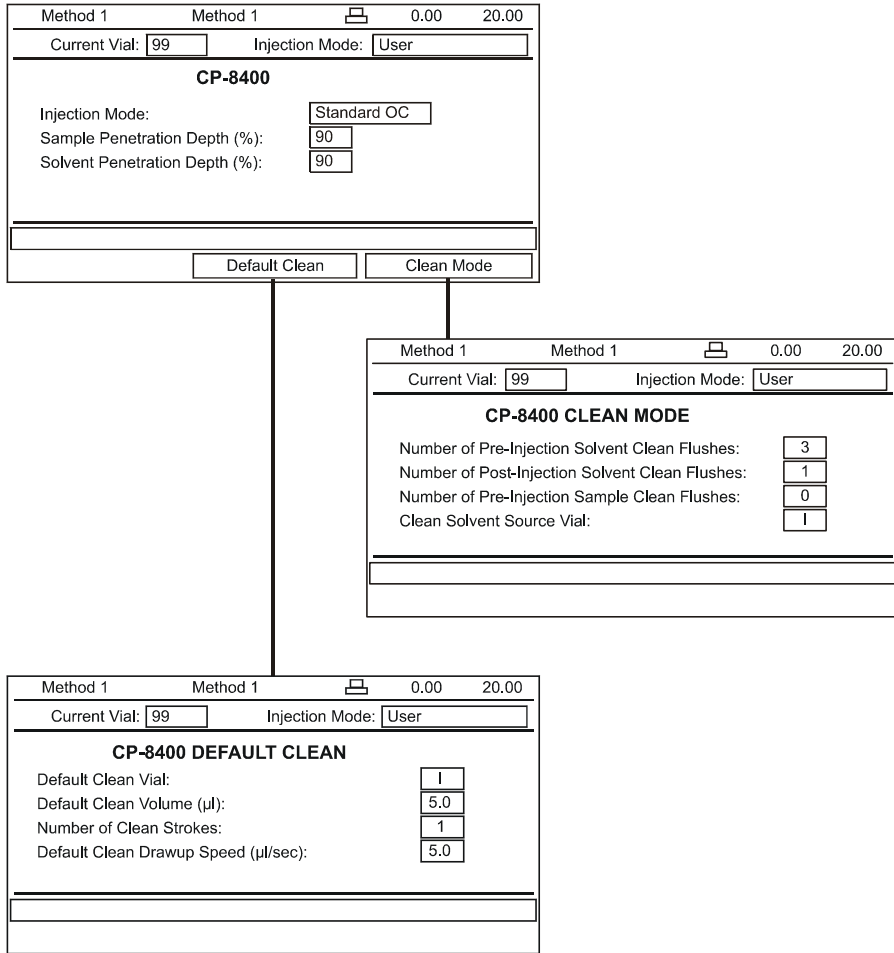 Method 1 Method 1 0.00 20.00
Current Vial: 99 Injection Mode: User
CP-8400
Injection Mode: Standard OC
Sample Penetration Depth (%): 90
Solvent Penetration Depth (%): 90
Default Clean Clean Mode
Method 1 Method 1 0.00 20.00
Current Vial: 99 Injection Mode: User
CP-8400 CLEAN MODE
Number of Pre-Injection Solvent Clean Flushes: 3
Number of Post-Injection Solvent Clean Flushes: 1
Number of Pre-Injection Sample Clean Flushes: 0
Clean Solvent Source Vial: I
Method 1 Method 1 0.00 20.00
Current Vial: 99 Injection Mode: User
CP-8400 DEFAULT CLEAN
Default Clean Vial: I
Default Clean Volume (µl): 5.0
Number of Clean Strokes: 1
Default Clean Drawup Speed (µl/sec): 5.0